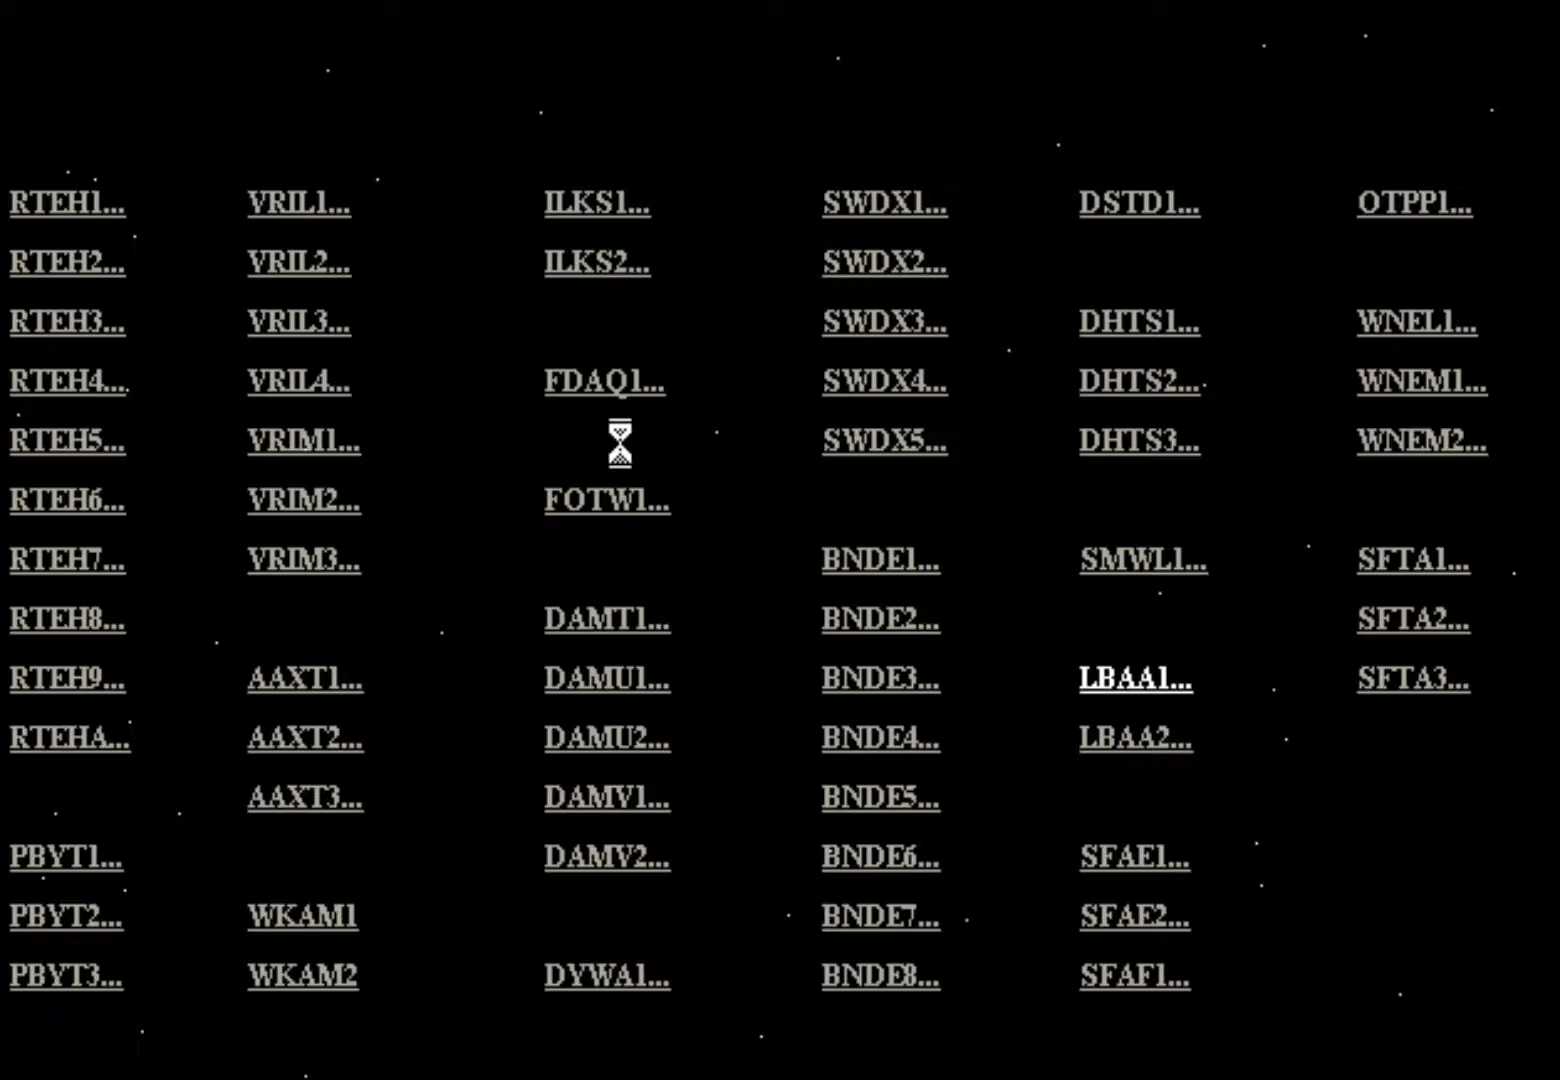 RTEH1... VRIL1... ILKS1... SWDX1... DSTD1... OTPP1...
RTEH2... VRIL2... ILKS2... SWDX2...
RTEH3... VRIL3... SWDX3... DHTS1... WNEL1...
RTEH4... VRIL4... FDAQ1... SWDX4... DHTS2... WNEM1...
RTEH5... VRIM1... SWDX5... DHTS3... WNEM2...
RTEH6... VRIM2... FOTW1...
RTEH7... VRIM3... BNDE1... SMWL1... SFTA1...
RTEH8... DAMT1... BNDE2... SFTA2...
RTEH9... AAXT1... DAMU1... BNDE3... LBAA1... SFTA3...
RTEHA... AAXT2... DAMU2... BNDE4... LBAA2...
AAXT3... DAMV1... BNDE5...
PBYT1... DAMV2... BNDE6... SFAE1...
PBYT2... WKAM1 BNDE7... SFAE2...
PBYT3... WKAM2 DYWA1... BNDE8... SFAF1...